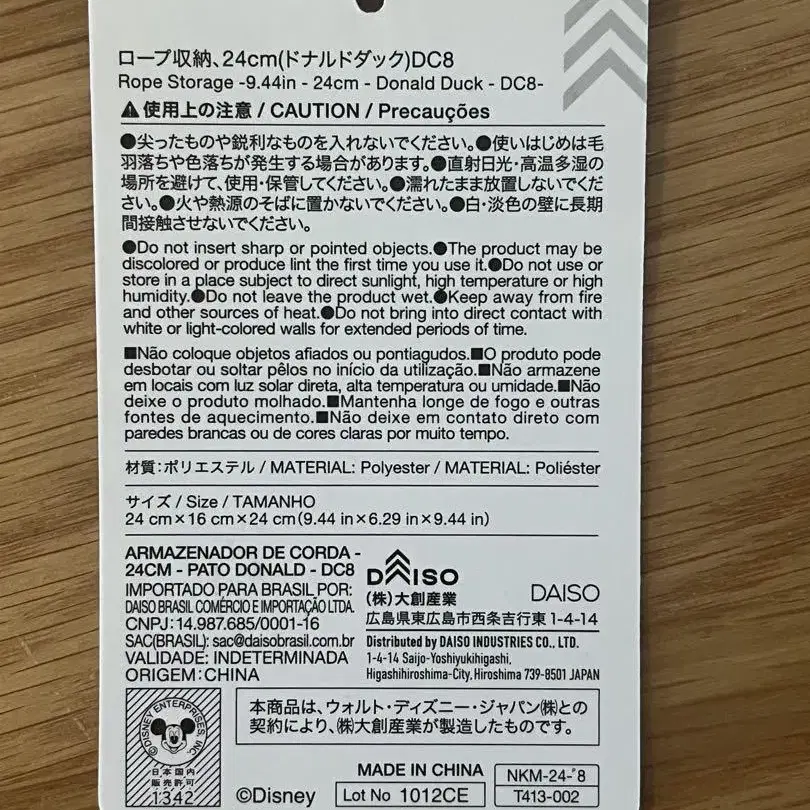 ロープ収納、24cm(ドナルドダック)DC8
Rope Storage -9.44in - 24cm - Donald Duck - DC8-
⚠使用上の注意 / CAUTION / Precauções
●尖ったものや鋭利なものを入れないでください。●使いはじめは毛
羽落ちや色落ちが発生する場合があります。●直射日光・高温多湿の
場所を避けて、使用・保管してください。●濡れたまま放置しないでくだ
さい。●火や熱源のそばに置かないでください。●白・淡色の壁に長期
間接触させないでください。
●Do not insert sharp or pointed objects.●The product may be
discolored or produce lint the first time you use it.●Do not use or
store in a place subject to direct sunlight, high temperature or high
humidity.●Do not leave the product wet.●Keep away from fire
and other sources of heat.●Do not bring into direct contact with
white or light-colored walls for extended periods of time.
■Não coloque objetos afiados ou pontiagudos.■O produto pode
desbotar ou soltar pêlos no início da utilização.■Não armazene
em locais com luz solar direta, alta temperatura ou umidade.■Não
deixe o produto molhado.■Mantenha longe de fogo e outras
fontes de aquecimento.■Não deixe em contato direto com
paredes brancas ou de cores claras por muito tempo.
材質:ポリエステル / MATERIAL: Polyester / MATERIAL: Poliéster
サイズ / Size / TAMANHO
24 cm×16 cm×24 cm(9.44 in×6.29 in×9.44 in)
ARMAZENADOR DE CORDA -
24CM - PATO DONALD - DC8
IMPORTADO PARA BRASIL POR:
DAISO BRASIL COMÉRCIO E IMPORTAÇÃO LTDA.
CNPJ: 14.987.685/0001-16
SAC(BRASIL): sac@daisobrasil.com.br
VALIDADE: INDETERMINADA
ORIGEM: CHINA
DAISO
(株)大創産業
DAISO
広島県東広島市西条吉行東 1-4-14
Distributed by DAISO INDUSTRIES CO., LTD.
1-4-14 Saijo-Yoshiyukihigashi,
Higashihiroshima-City, Hiroshima 739-8501 JAPAN
©DISNEY ENTERPRISES, INC.
日本国内
販売許可
1342
本商品は、ウォルト・ディズニー・ジャパン(株)との
契約により、(株)大創産業が製造したものです。
©Disney
MADE IN CHINA
Lot No 1012CE
NKM-24-゜8
T413-002